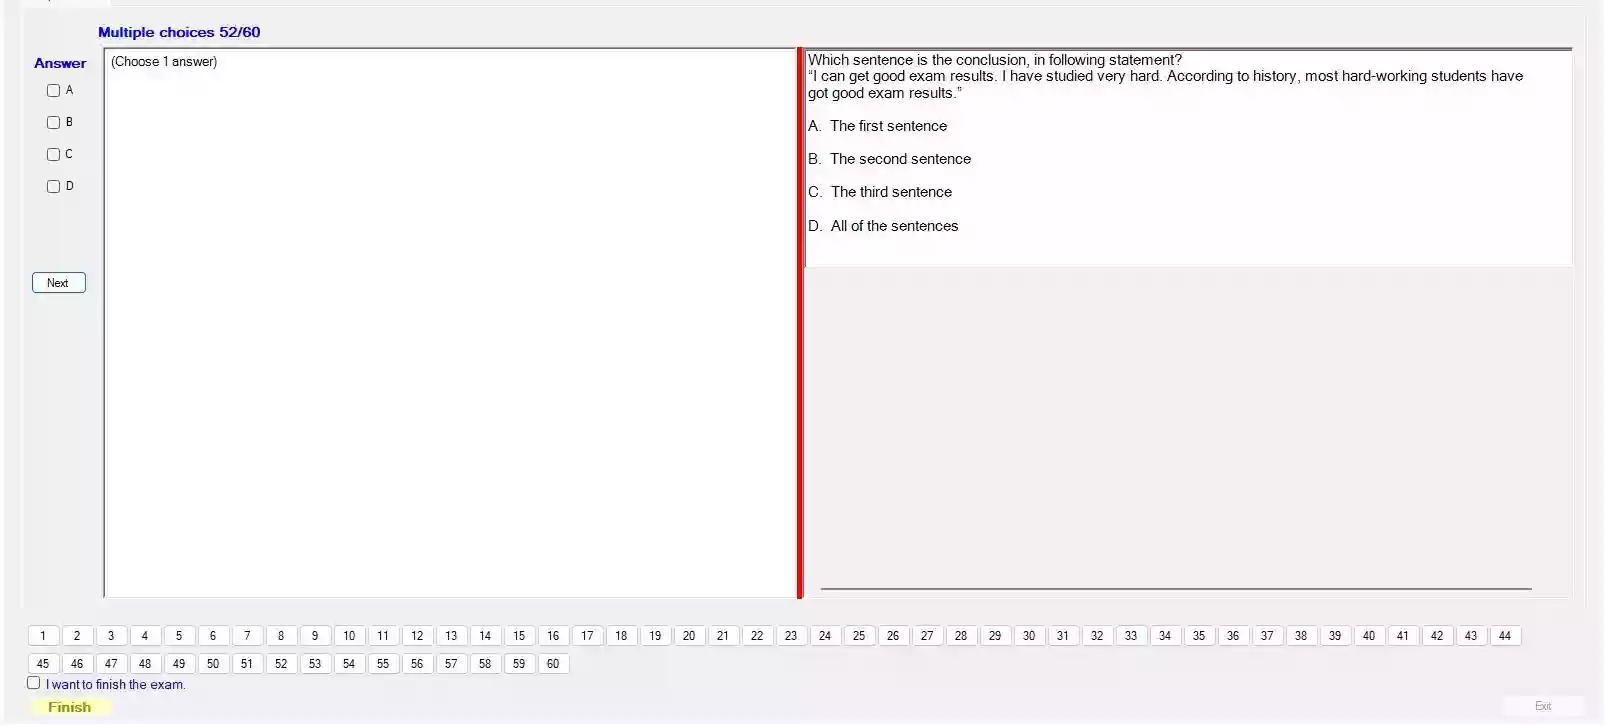 Multiple choices 52/60
Answer
(Choose 1 answer)
A
B
C
D
Next
Which sentence is the conclusion, in following statement?
"I can get good exam results. I have studied very hard. According to history, most hard-working students have
got good exam results."
A. The first sentence
B. The second sentence
C. The third sentence
D. All of the sentences
1 2 3 4 5 6 7 8 9 10 11 12 13 14 15 16 17 18 19 20 21 22 23 24 25 26 27 28 29 30 31 32 33 34 35 36 37 38 39 40 41 42 43 44
45 46 47 48 49 50 51 52 53 54 55 56 57 58 59 60
I want to finish the exam.
Finish
Exit